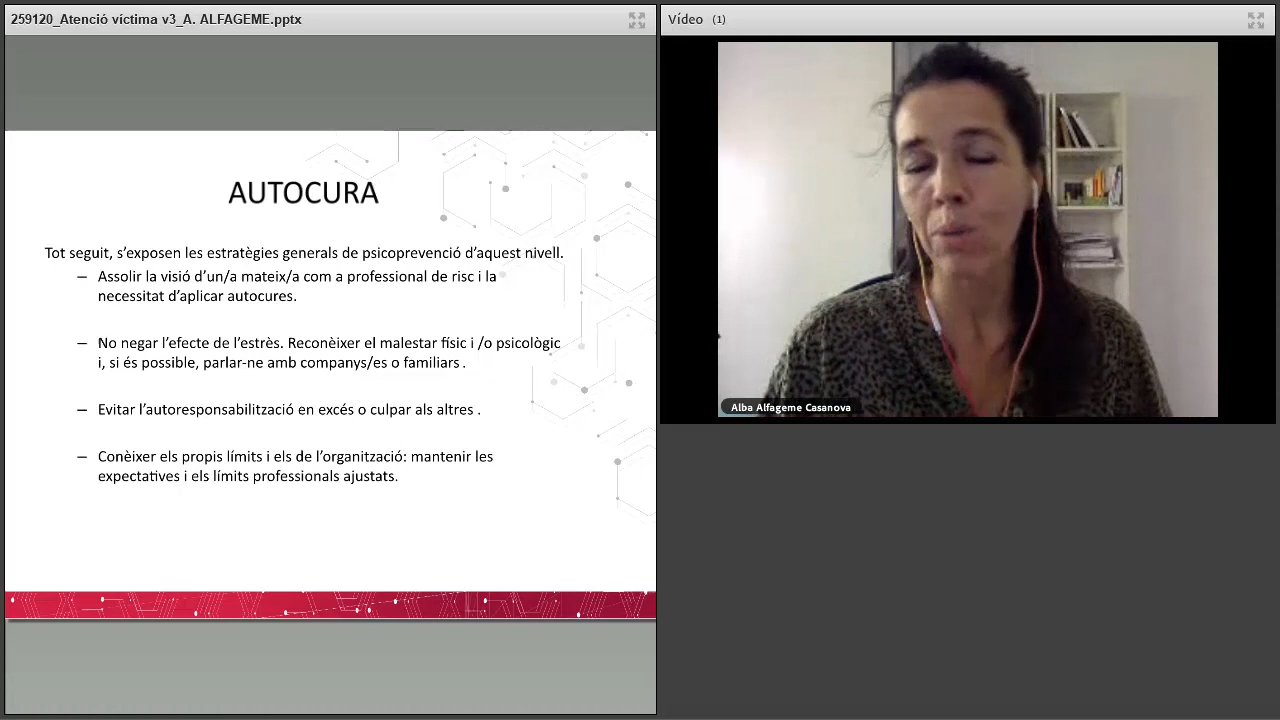 259120_Atenció víctima v3_A. ALFAGEME.pptx
AUTOCURA
Tot seguit, s’exposen les estratègies generals de psicoprevenció d’aquest nivell.
– Assolir la visió d’un/a mateix/a com a professional de risc i la
necessitat d’aplicar autocures.
– No negar l’efecte de l’estrès. Reconèixer el malestar físic i /o psicològic
i, si és possible, parlar-ne amb companys/es o familiars .
– Evitar l’autoresponsabilització en excés o culpar als altres .
– Conèixer els propis límits i els de l’organització: mantenir les
expectatives i els límits professionals ajustats.
Vídeo (1)
Alba Alfageme Casanova